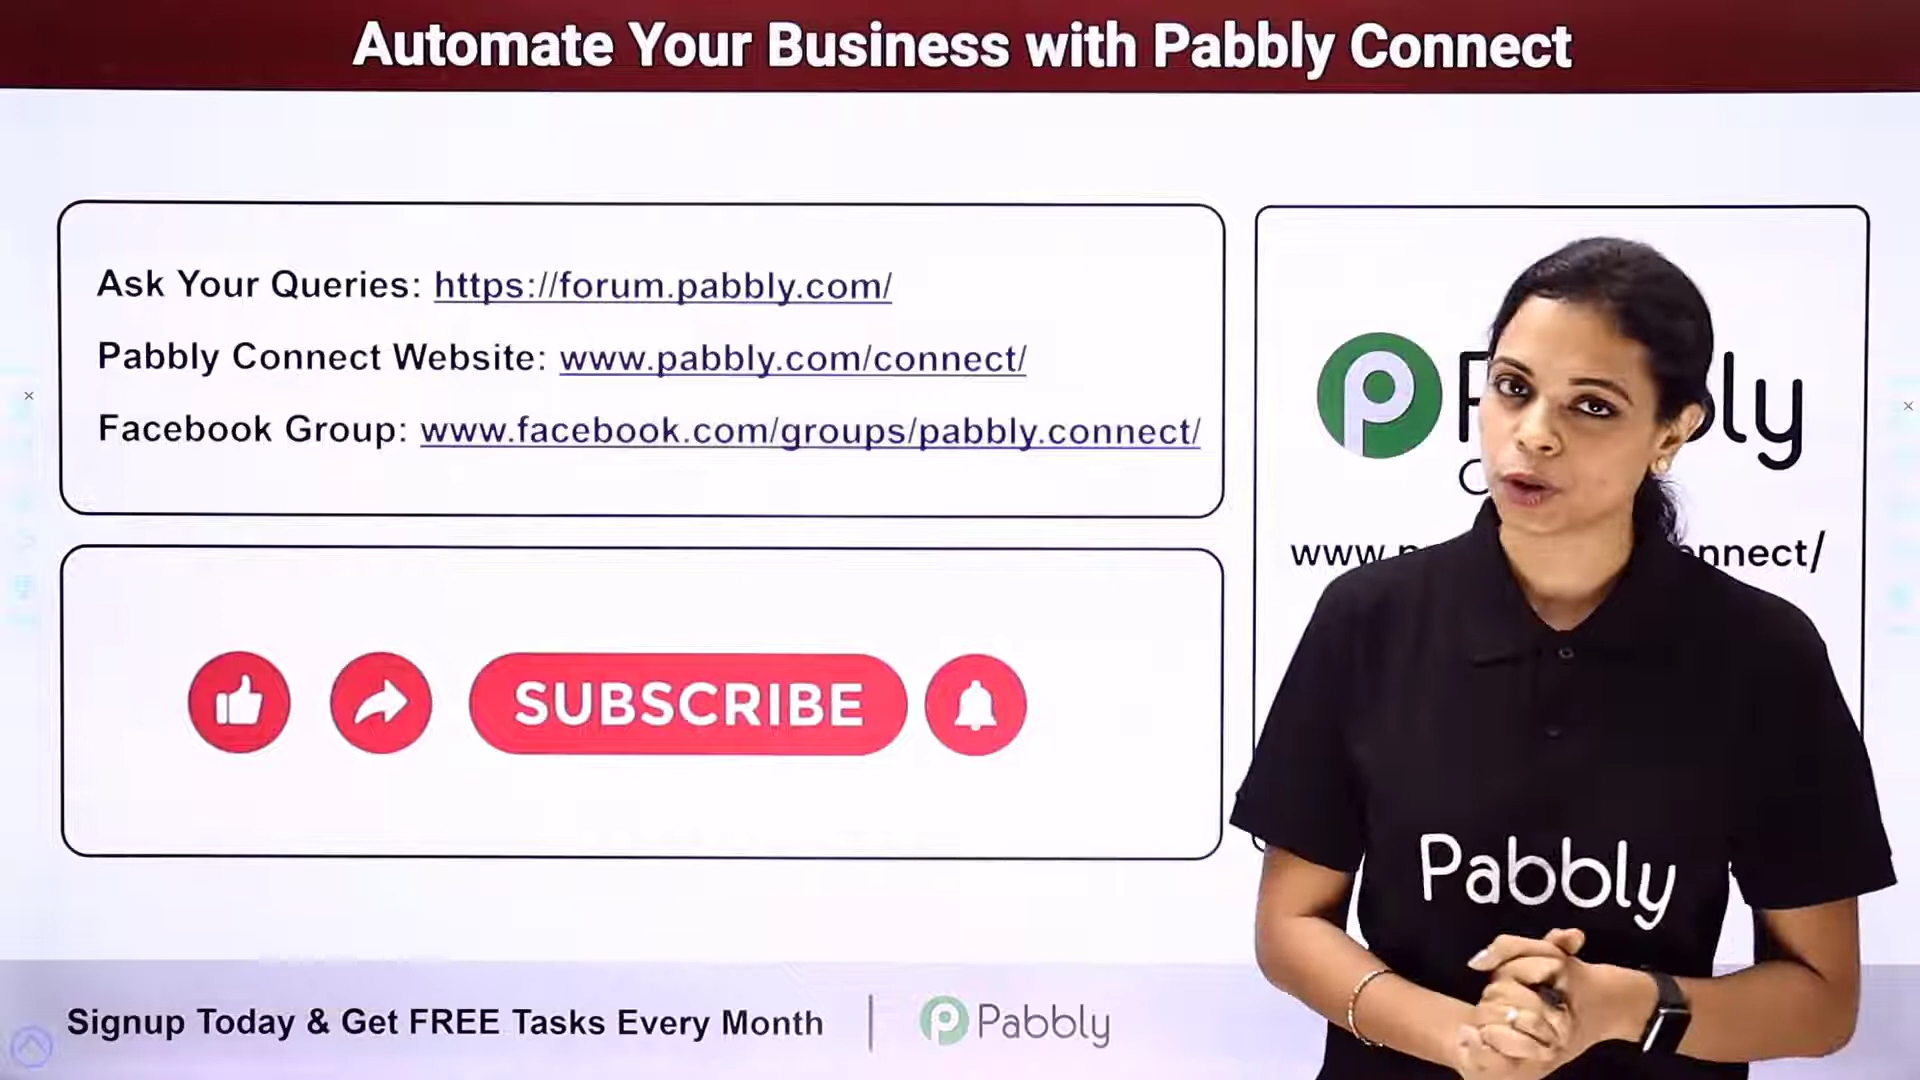 Automate Your Business with Pabbly Connect
Ask Your Queries: https://forum.pabbly.com/
Pabbly Connect Website: www.pabbly.com/connect/
Facebook Group: www.facebook.com/groups/pabbly.connect/
SUBSCRIBE
Pabbly
Signup Today & Get FREE Tasks Every Month
Pabbly